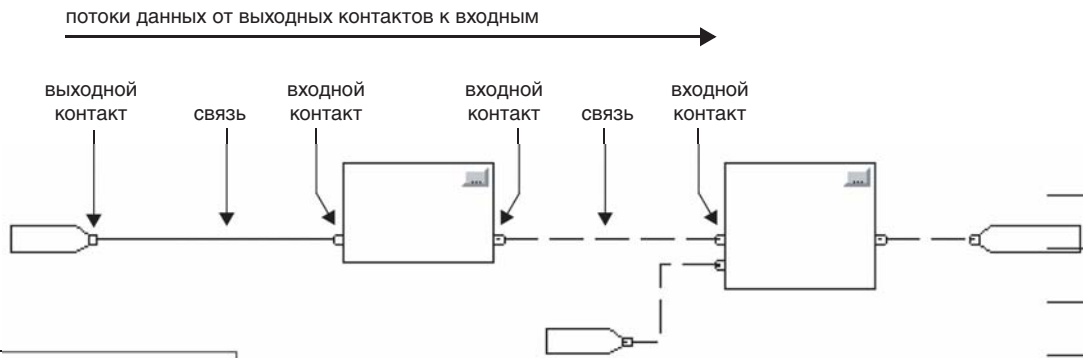 потоки данных от выходных контактов к входным
выходной
контакт
связь
входной
контакт
входной
контакт
связь
входной
контакт